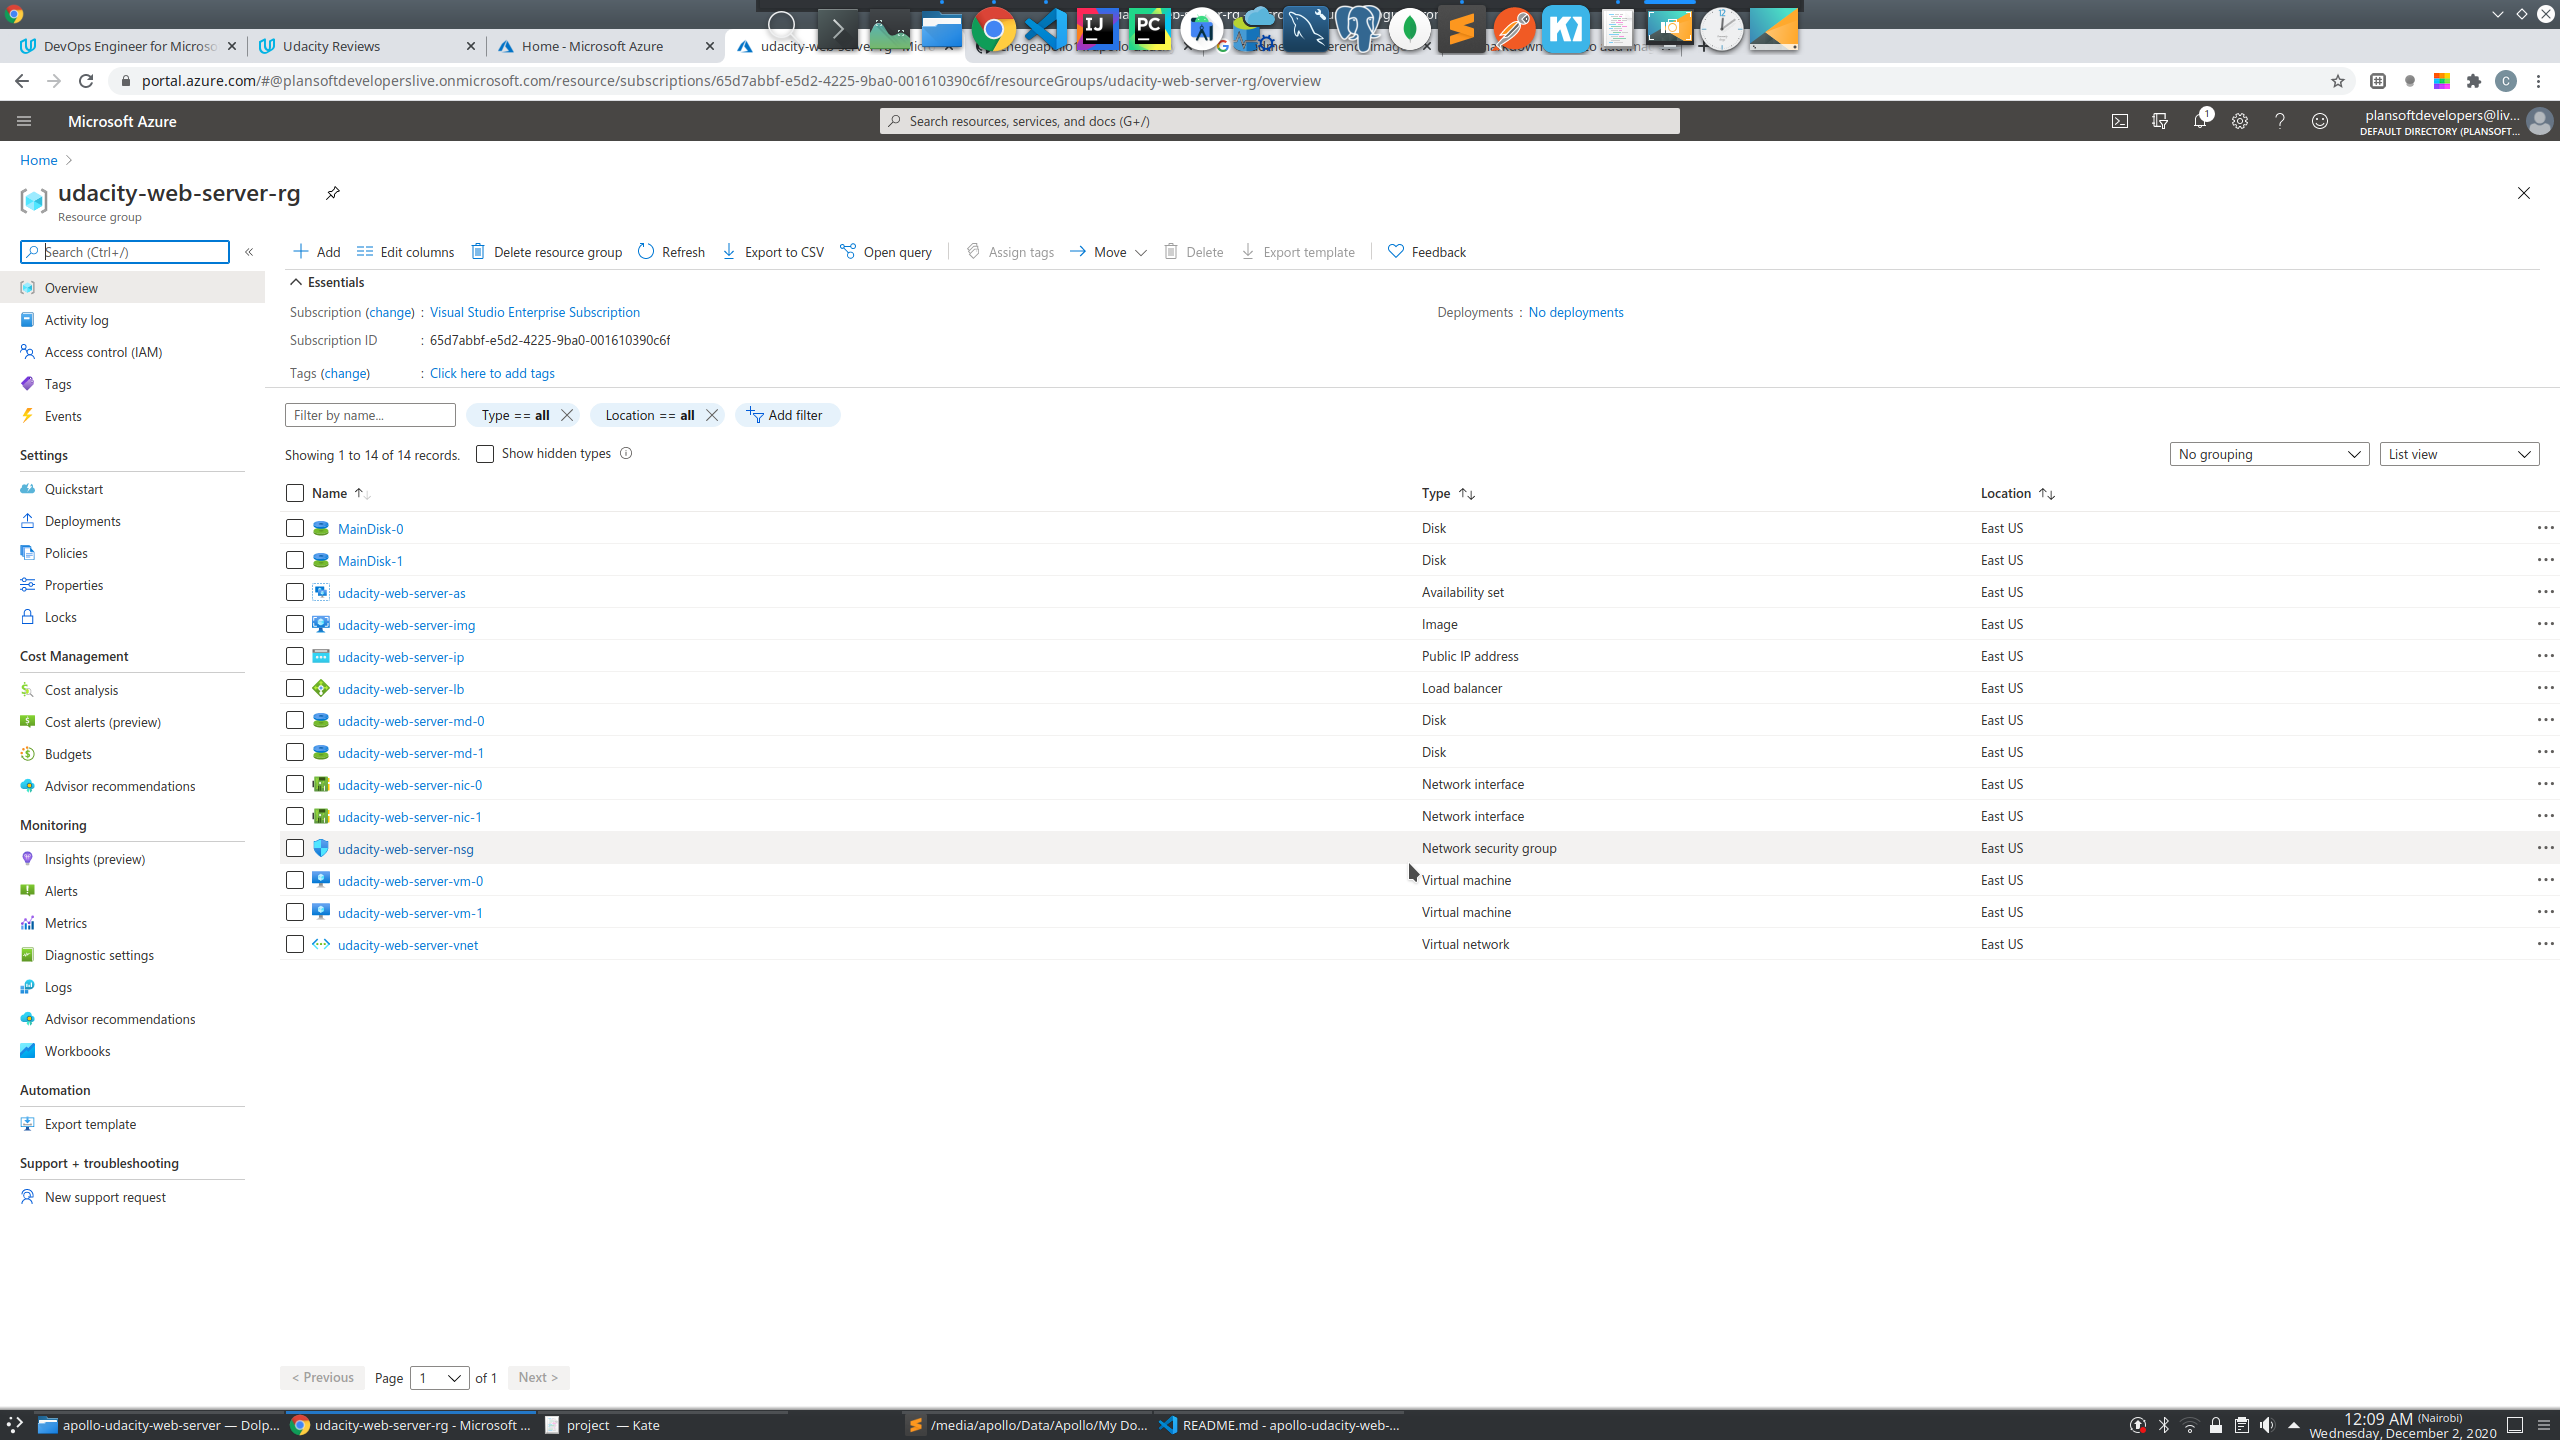 DevOps Engineer for Microso
Udacity Reviews
Home - Microsoft Azure
portal.azure.com/#@plansoftdeveloperslive.onmicrosoft.com/resource/subscriptions/65d7abbf-e5d2-4225-9ba0-001610390c6f/resourceGroups/udacity-web-server-rg/overview
Microsoft Azure
Search resources, services, and docs (G+/)
1
plansoftdevelopers@liv...
DEFAULT DIRECTORY (PLANSOFT...
Home
udacity-web-server-rg
Resource group
Search (Ctrl+/)
Add
Edit columns
Delete resource group
Refresh
Export to CSV
Open query
Assign tags
Move
Delete
Export template
Feedback
Overview
Activity log
Access control (IAM)
Tags
Events
Settings
Quickstart
Deployments
Policies
Properties
Locks
Cost Management
Cost analysis
Cost alerts (preview)
Budgets
Advisor recommendations
Monitoring
Insights (preview)
Alerts
Metrics
Diagnostic settings
Logs
Advisor recommendations
Workbooks
Automation
Export template
Support + troubleshooting
New support request
Essentials
Subscription (change) : Visual Studio Enterprise Subscription
Deployments : No deployments
Subscription ID : 65d7abbf-e5d2-4225-9ba0-001610390c6f
Tags (change) : Click here to add tags
Filter by name...
Type == all
Location == all
Add filter
Showing 1 to 14 of 14 records.
Show hidden types
No grouping
List view
Name Type Location
MainDisk-0 Disk East US
MainDisk-1 Disk East US
udacity-web-server-as Availability set East US
udacity-web-server-img Image East US
udacity-web-server-ip Public IP address East US
udacity-web-server-lb Load balancer East US
udacity-web-server-md-0 Disk East US
udacity-web-server-md-1 Disk East US
udacity-web-server-nic-0 Network interface East US
udacity-web-server-nic-1 Network interface East US
udacity-web-server-nsg Network security group East US
udacity-web-server-vm-0 Virtual machine East US
udacity-web-server-vm-1 Virtual machine East US
udacity-web-server-vnet Virtual network East US
< Previous Page 1 of 1 Next >
apollo-udacity-web-server — Dolp...
udacity-web-server-rg - Microsoft ...
project — Kate
/media/apollo/Data/Apollo/My Do...
README.md - apollo-udacity-web-...
12:09 AM (Nairobi)
Wednesday, December 2, 2020